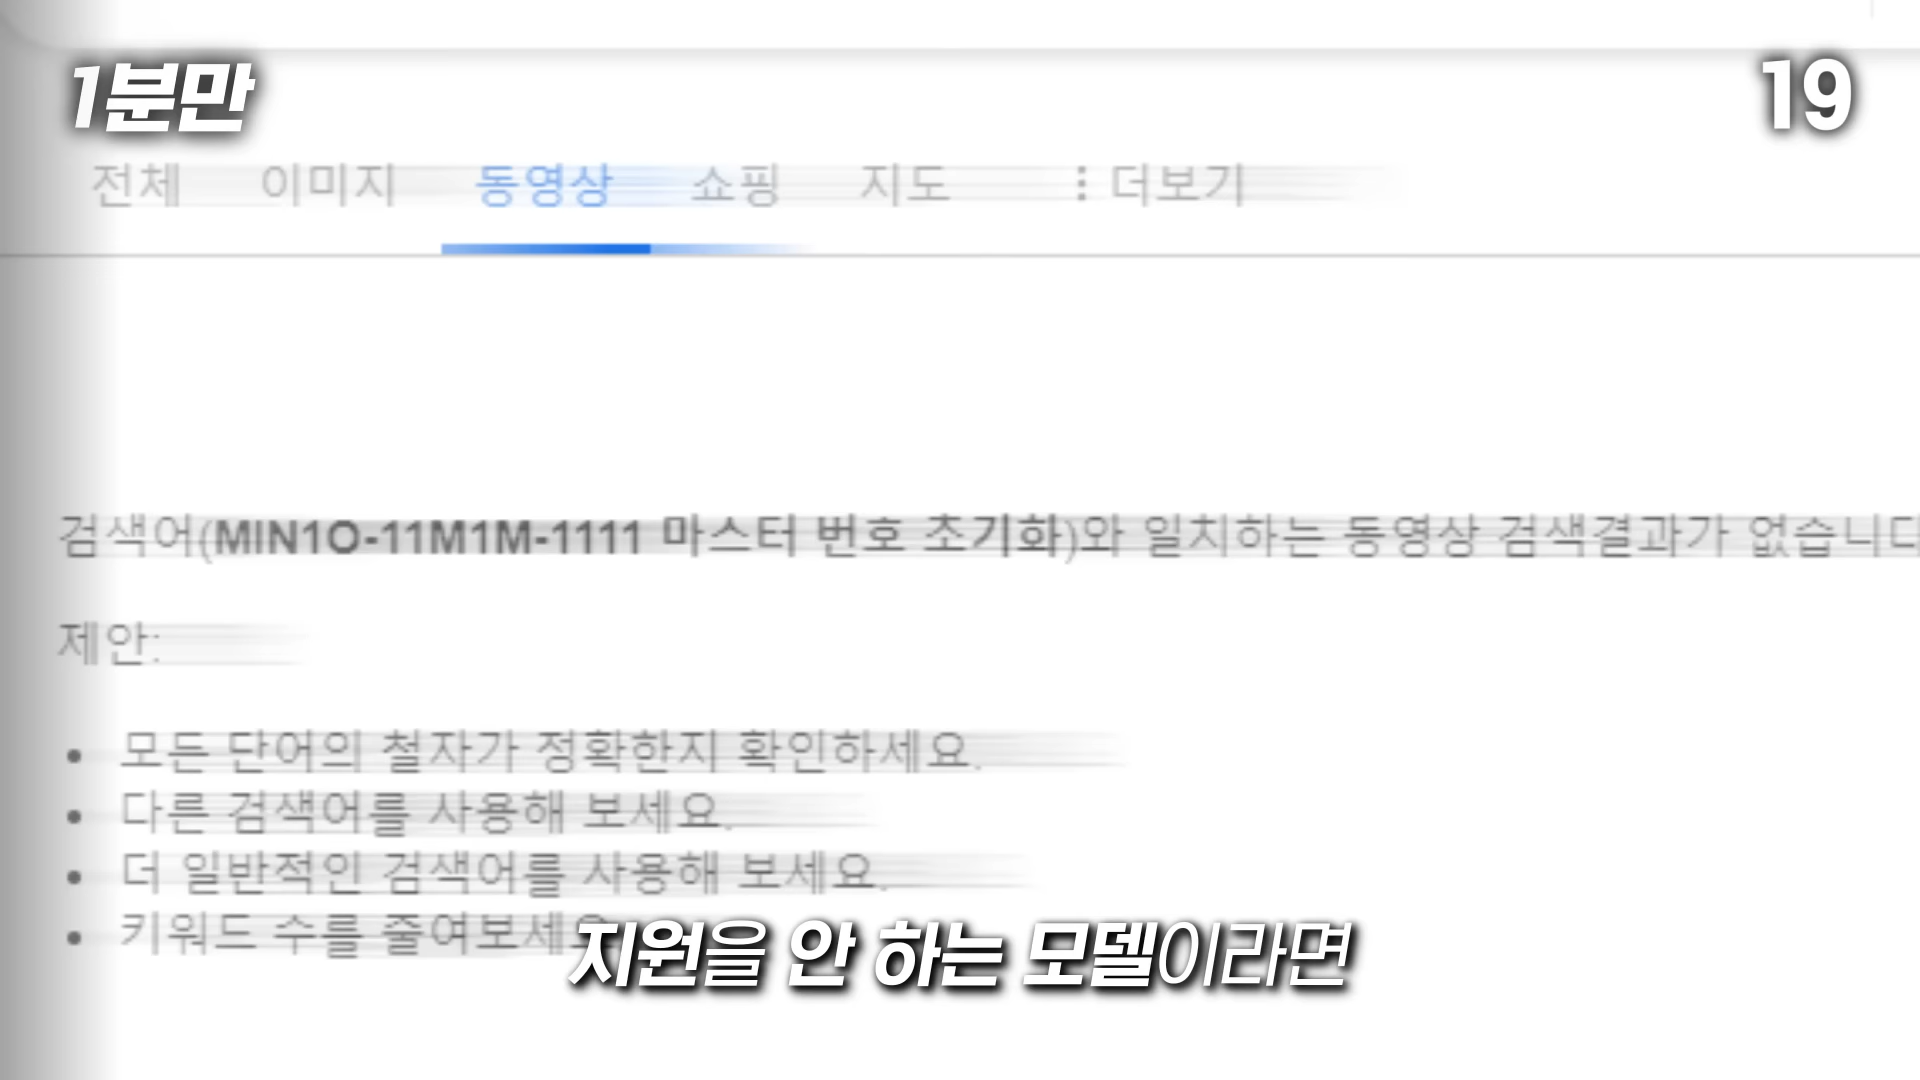 1분만
19
전체 이미지 동영상 쇼핑 지도 더보기
검색어(MIN1O-11M1M-1111 마스터 번호 초기화)와 일치하는 동영상 검색결과가 없습니다
제안:
모든 단어의 철자가 정확한지 확인하세요.
다른 검색어를 사용해 보세요.
더 일반적인 검색어를 사용해 보세요.
키워드 수를 줄여보세요
지원을 안 하는 모델이라면